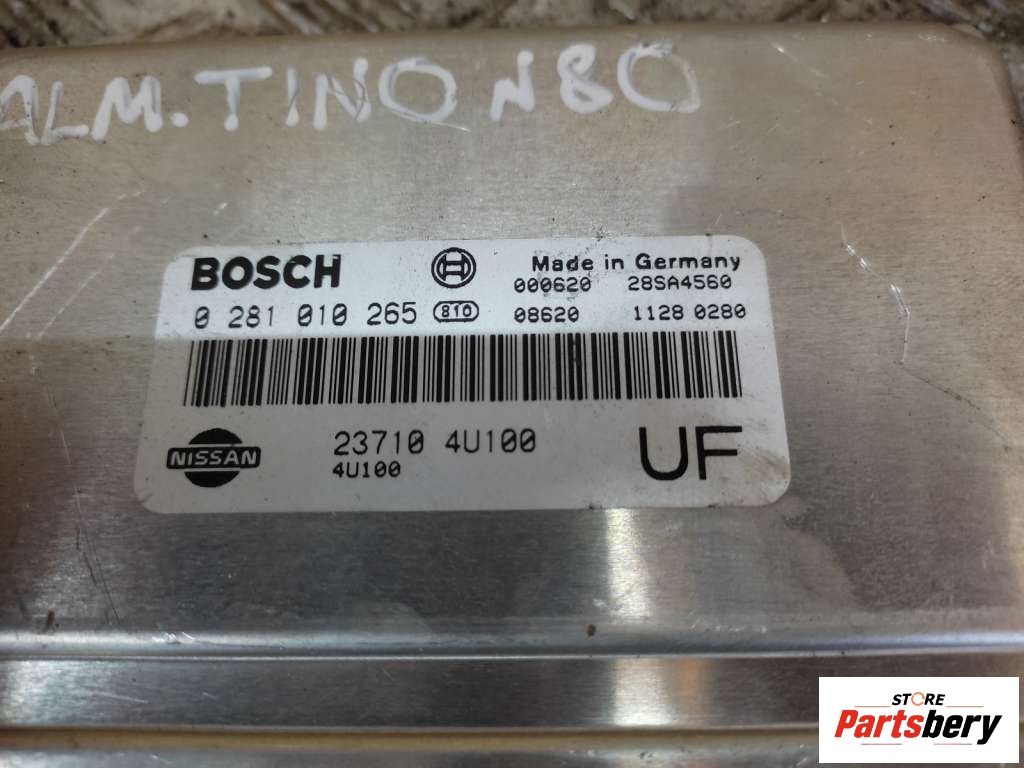 ALM. TINO N80
BOSCH Made in Germany
000620 28SA4560
0 281 010 265 810 08620 1128 0280
NISSAN 23710 4U100 UF
4U100
STORE
Partsbery